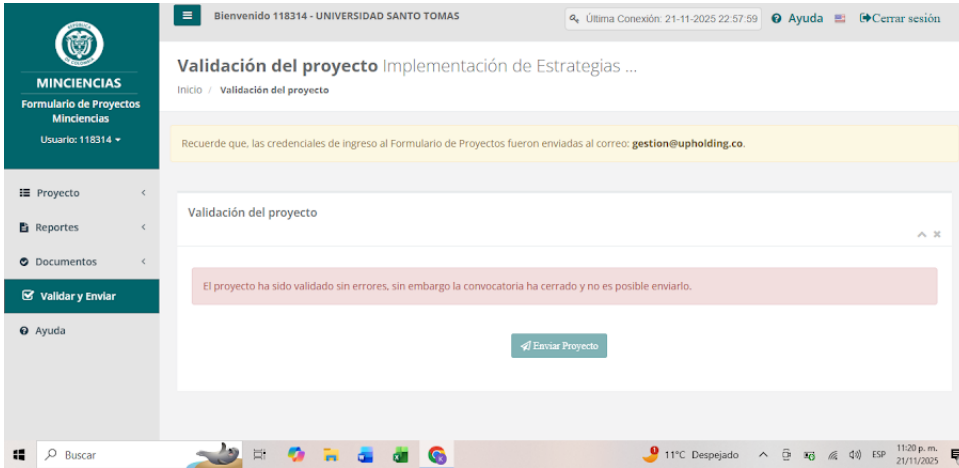 Bienvenido 118314 - UNIVERSIDAD SANTO TOMAS
Última Conexión: 21-11-2025 22:57:59
Ayuda
Cerrar sesión
MINCIENCIAS
Formulario de Proyectos
Minciencias
Usuario: 118314
Validación del proyecto Implementación de Estrategias ...
Inicio / Validación del proyecto
Recuerde que, las credenciales de ingreso al Formulario de Proyectos fueron enviadas al correo: gestion@upholding.co.
Proyecto
Reportes
Documentos
Validar y Enviar
Ayuda
Validación del proyecto
El proyecto ha sido validado sin errores, sin embargo la convocatoria ha cerrado y no es posible enviarlo.
Enviar Proyecto
Buscar
11°C Despejado
ESP
11:20 p. m.
21/11/2025